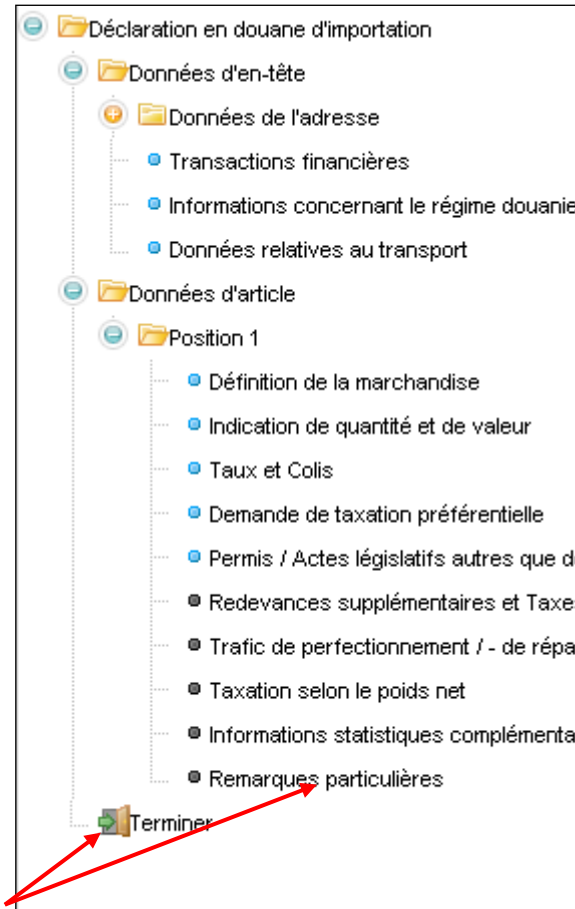 Déclaration en douane d'importation
Données d'en-tête
Données de l'adresse
Transactions financières
Informations concernant le régime douanie
Données relatives au transport
Données d'article
Position 1
Définition de la marchandise
Indication de quantité et de valeur
Taux et Colis
Demande de taxation préférentielle
Permis / Actes législatifs autres que d
Redevances supplémentaires et Taxe
Trafic de perfectionnement / - de répa
Taxation selon le poids net
Informations statistiques complémenta
Remarques particulières
Terminer